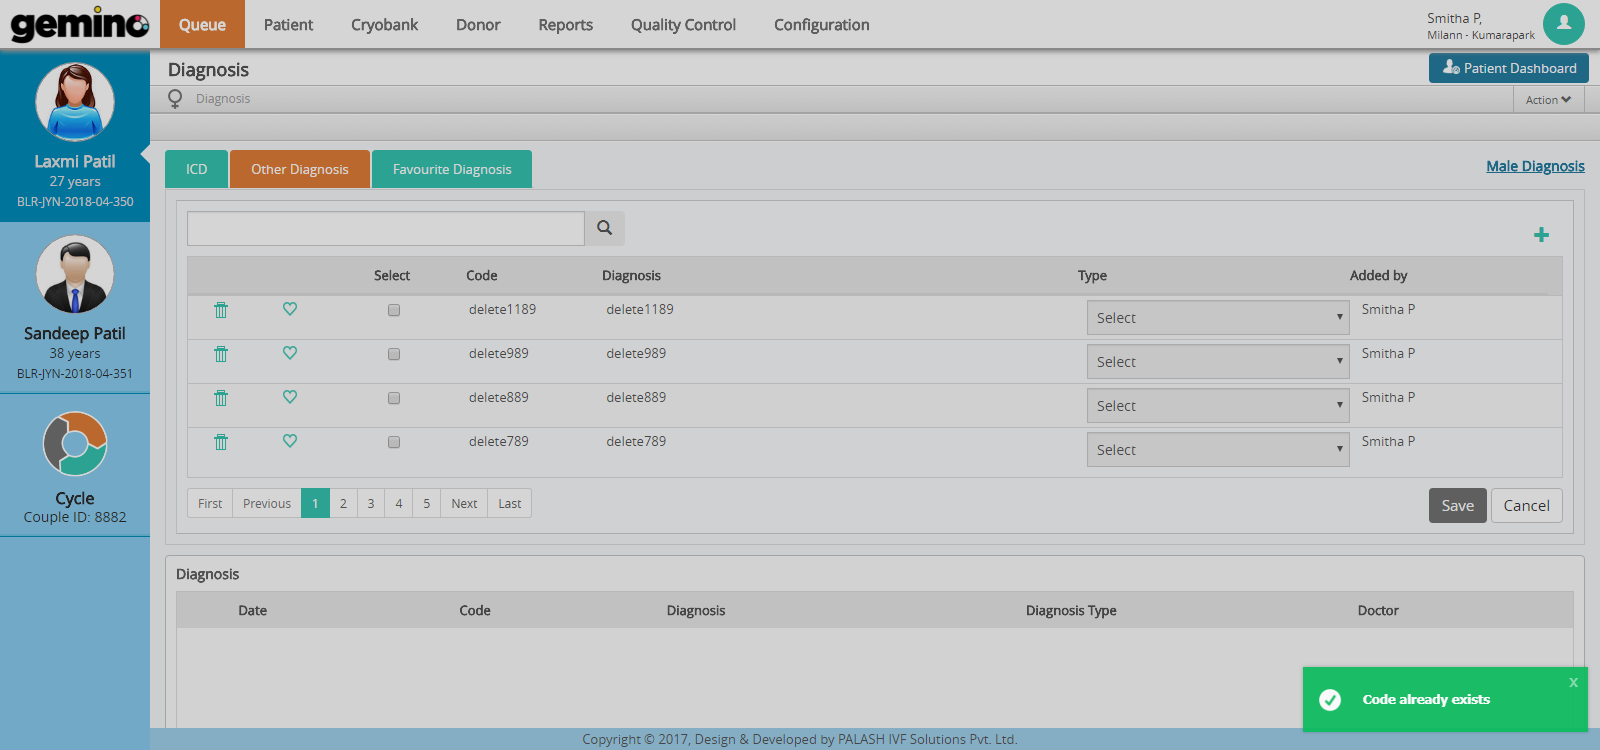 gemino Queue Patient Cryobank Donor Reports Quality Control Configuration
Smitha P,
Milann - Kumarapark
Laxmi Patil
27 years
BLR-JYN-2018-04-350
Sandeep Patil
38 years
BLR-JYN-2018-04-351
Cycle
Couple ID: 8882
Diagnosis
Patient Dashboard
Diagnosis Action
ICD Other Diagnosis Favourite Diagnosis Male Diagnosis
Select Code Diagnosis Type Added by
delete1189 delete1189 Select Smitha P
delete989 delete989 Select Smitha P
delete889 delete889 Select Smitha P
delete789 delete789 Select Smitha P
First Previous 1 2 3 4 5 Next Last Save Cancel
Diagnosis
Date Code Diagnosis Diagnosis Type Doctor
x
Code already exists
Copyright © 2017, Design & Developed by PALASH IVF Solutions Pvt. Ltd.